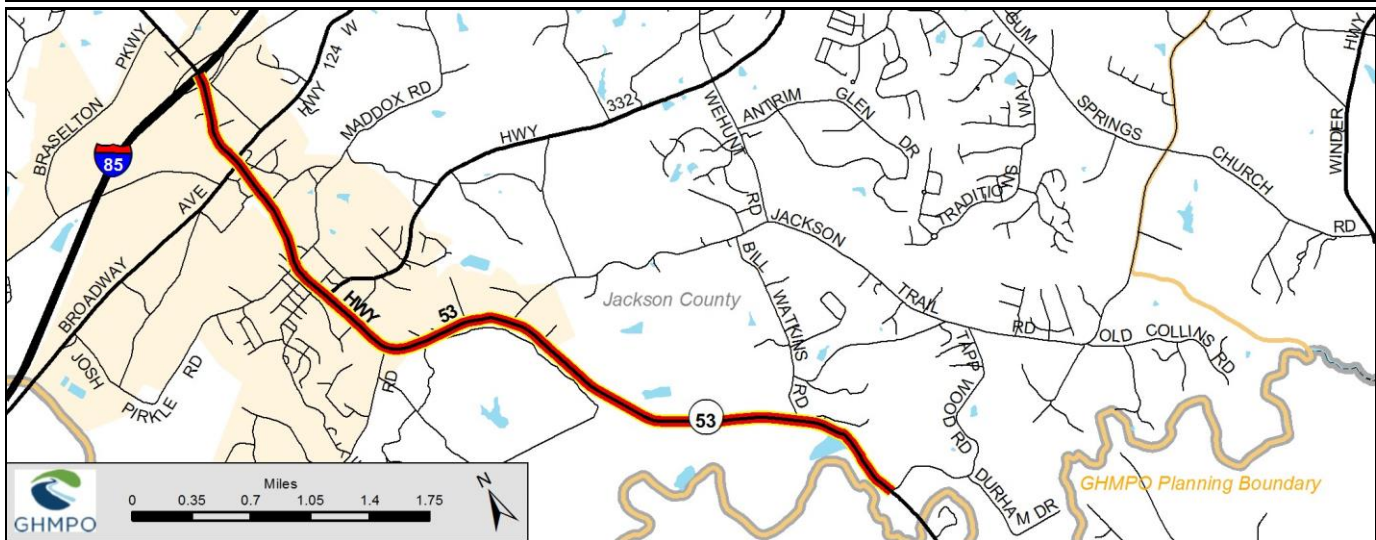 BRASELTON PKWY
85
HWY 124 W
BROADWAY AVE
MADDOX RD
HWY 332
WEHUNT RD
ANTRIM GLEN DR
TRADITIONS WAY
GUM SPRINGS CHURCH RD
WINDER HWY
JOSH PIRKLE RD
HWY 53
RD
Jackson County
JACKSON TRAIL RD
BILL WATKINS RD
53
TAPP WOOD RD
OLD COLLINS RD
DURHAM DR
GHMPO Planning Boundary
GHMPO
Miles
0 0.35 0.7 1.05 1.4 1.75
N